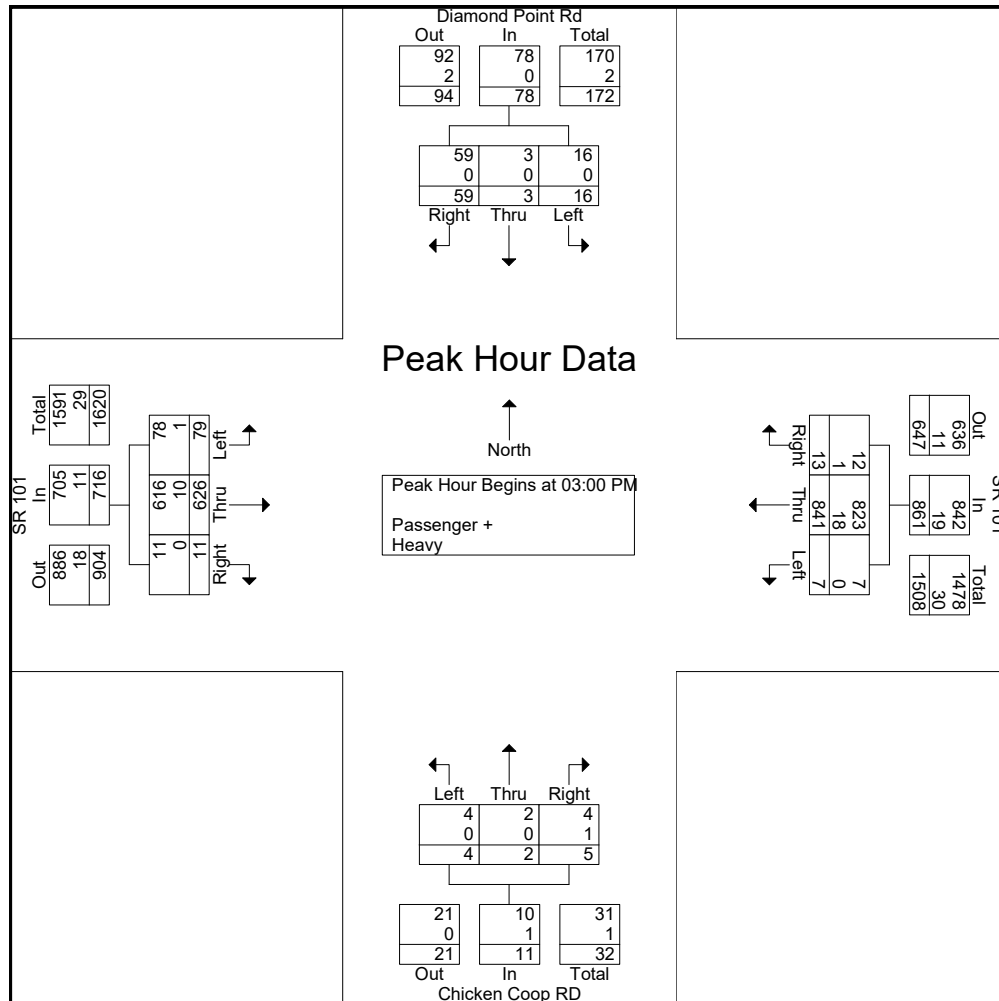 Diamond Point Rd
Out In Total
92 78 170
2 0 2
94 78 172
59 3 16
0 0 0
59 3 16
Right Thru Left
Peak Hour Data
North
Peak Hour Begins at 03:00 PM
Passenger +
Heavy
SR 101
Out In Total
886 705 1591
18 11 29
904 716 1620
Right Thru Left
11 616 78
0 10 1
11 626 79
SR 101
Out In Total
636 842 1478
11 19 30
647 861 1508
Right Thru Left
12 823 7
1 18 0
13 841 7
Left Thru Right
4 2 4
0 0 1
4 2 5
21 10 31
0 1 1
21 11 32
Out In Total
Chicken Coop RD